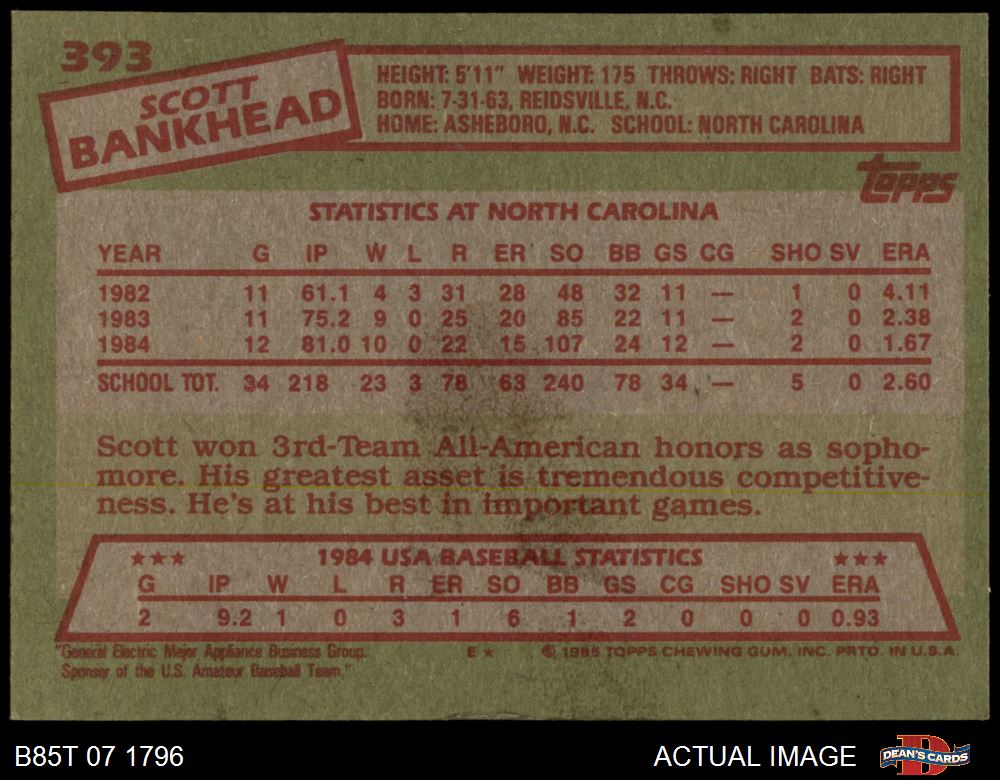 393
SCOTT
BANKHEAD
HEIGHT: 5'11" WEIGHT: 175 THROWS: RIGHT BATS: RIGHT
BORN: 7-31-63, REIDSVILLE, N.C.
HOME: ASHEBORO, N.C. SCHOOL: NORTH CAROLINA
topps
STATISTICS AT NORTH CAROLINA
YEAR G IP W L R ER SO BB GS CG SHO SV ERA
1982 11 61.1 4 3 31 28 48 32 11 — 1 0 4.11
1983 11 75.2 9 0 25 20 85 22 11 — 2 0 2.38
1984 12 81.0 10 0 22 15 107 24 12 — 2 0 1.67
SCHOOL TOT. 34 218 23 3 78 63 240 78 34 — 5 0 2.60
Scott won 3rd-Team All-American honors as sopho-
more. His greatest asset is tremendous competitive-
ness. He's at his best in important games.
★★★ 1984 USA BASEBALL STATISTICS ★★★
G IP W L R ER SO BB GS CG SHO SV ERA
2 9.2 1 0 3 1 6 1 2 0 0 0 0.93
"General Electric Major Appliance Business Group.
Sponsor of the U.S. Amateur Baseball Team."
E ★ © 1985 TOPPS CHEWING GUM, INC. PRTD. IN U.S.A.
B85T 07 1796
ACTUAL IMAGE
DEAN'S CARDS